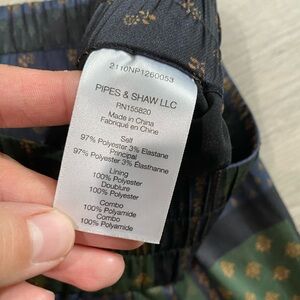 2110NP1260053
PIPES & SHAW LLC
RN155820
Made in China
Fabriqué en Chine
Self
97% Polyester 3% Elastane
Principal
97% Polyester 3% Élasthanne
Lining
100% Polyester
Doublure
100% Polyester
Combo
100% Polyamide
Combo
100% Polyamide